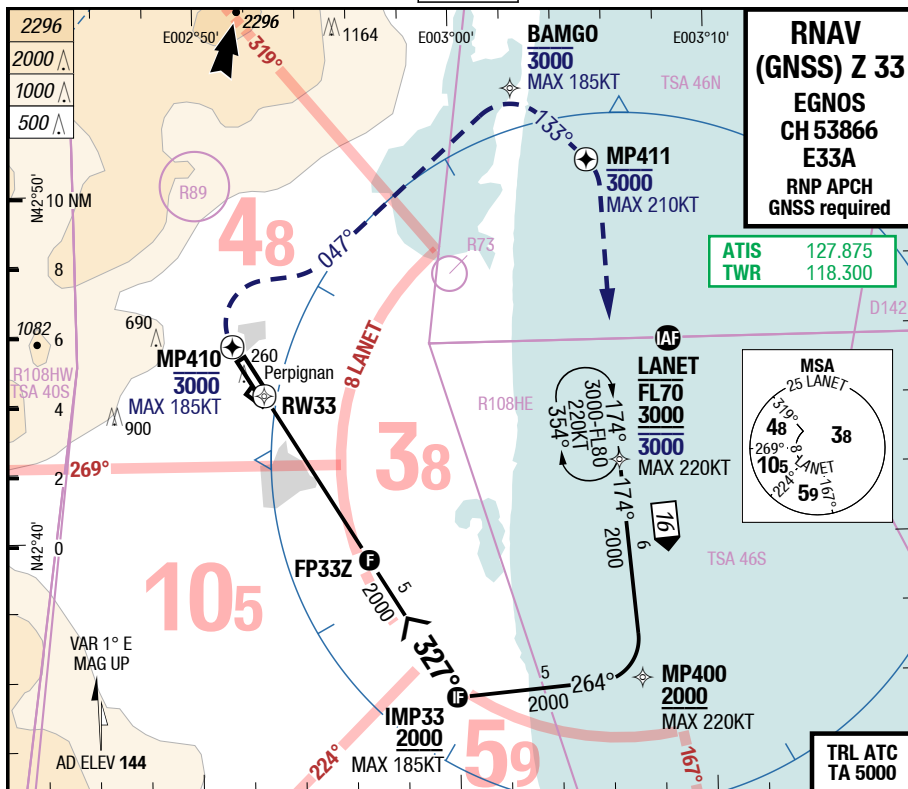 2296
2000
1000
500
2296
1164
E002°50'
E003°00'
E003°10'
319°
BAMGO
3000
MAX 185KT
TSA 46N
RNAV
(GNSS) Z 33
EGNOS
CH 53866
E33A
RNP APCH
GNSS required
133°
MP411
3000
MAX 210KT
N42°50'
10 NM
R89
48
047°
R73
ATIS 127.875
TWR 118.300
8
D142
1082
690
6
MP410
3000
MAX 185KT
260
Perpignan
RW33
8 LANET
IAF
LANET
FL70
3000
3000
MAX 220KT
R108HW
TSA 40S
4
900
R108HE
174°
3000-FL80
220KT
354°
MSA
25 LANET
319°
48
38
269°
8 LANET
105
224°
59
167°
269°
2
38
174°
2000
6
16
TSA 46S
N42°40'
0
FP33Z
5
2000
105
327°
VAR 1° E
MAG UP
5
264°
2000
MP400
2000
MAX 220KT
IF
IMP33
2000
MAX 185KT
F
59
224°
167°
AD ELEV 144
TRL ATC
TA 5000